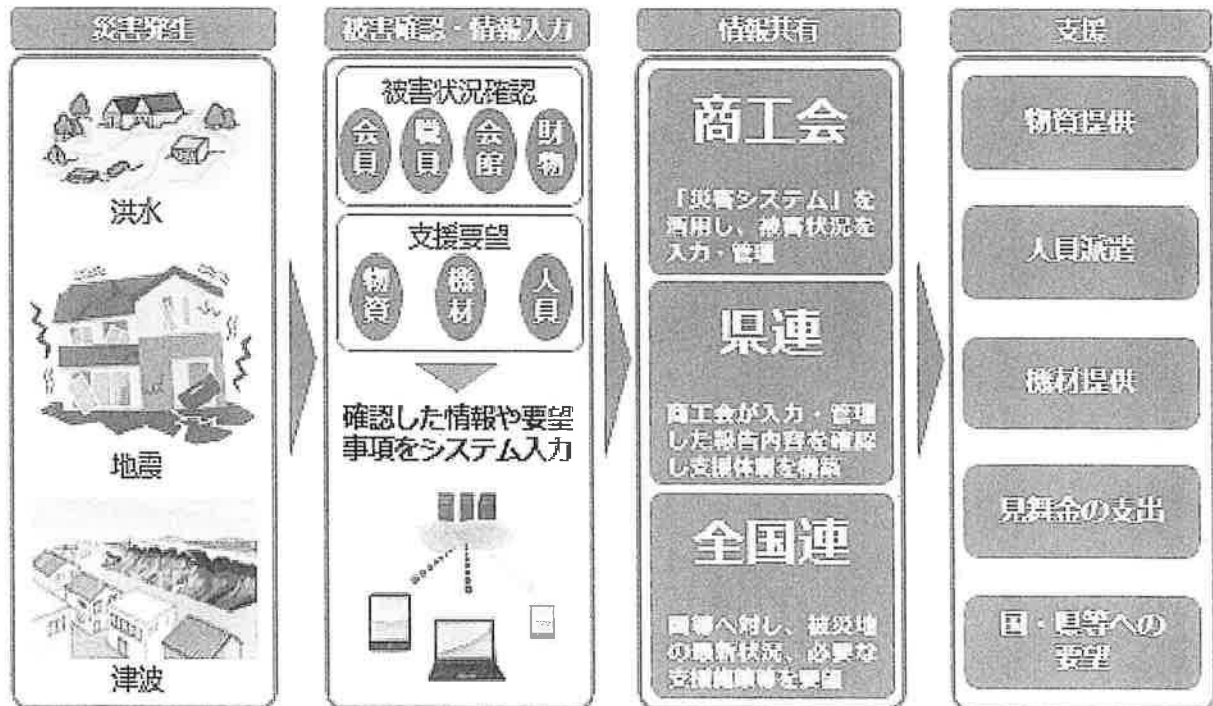 災害発生
洪水
地震
津波
被害確認・情報入力
被害状況確認
会員
職員
会館
財物
支援要望
物資
機材
人員
確認した情報や要望
事項をシステム入力
情報共有
商工会
「災害システム」を
活用し、被害状況を
入力・管理
県連
商工会が入力・管理
した報告内容を確認
し支援体制を構築
全国連
国等へ対し、被災地
の最新状況、必要な
支援施策等を要望
支援
物資提供
人員派遣
機材提供
見舞金の支出
国・県等への
要望